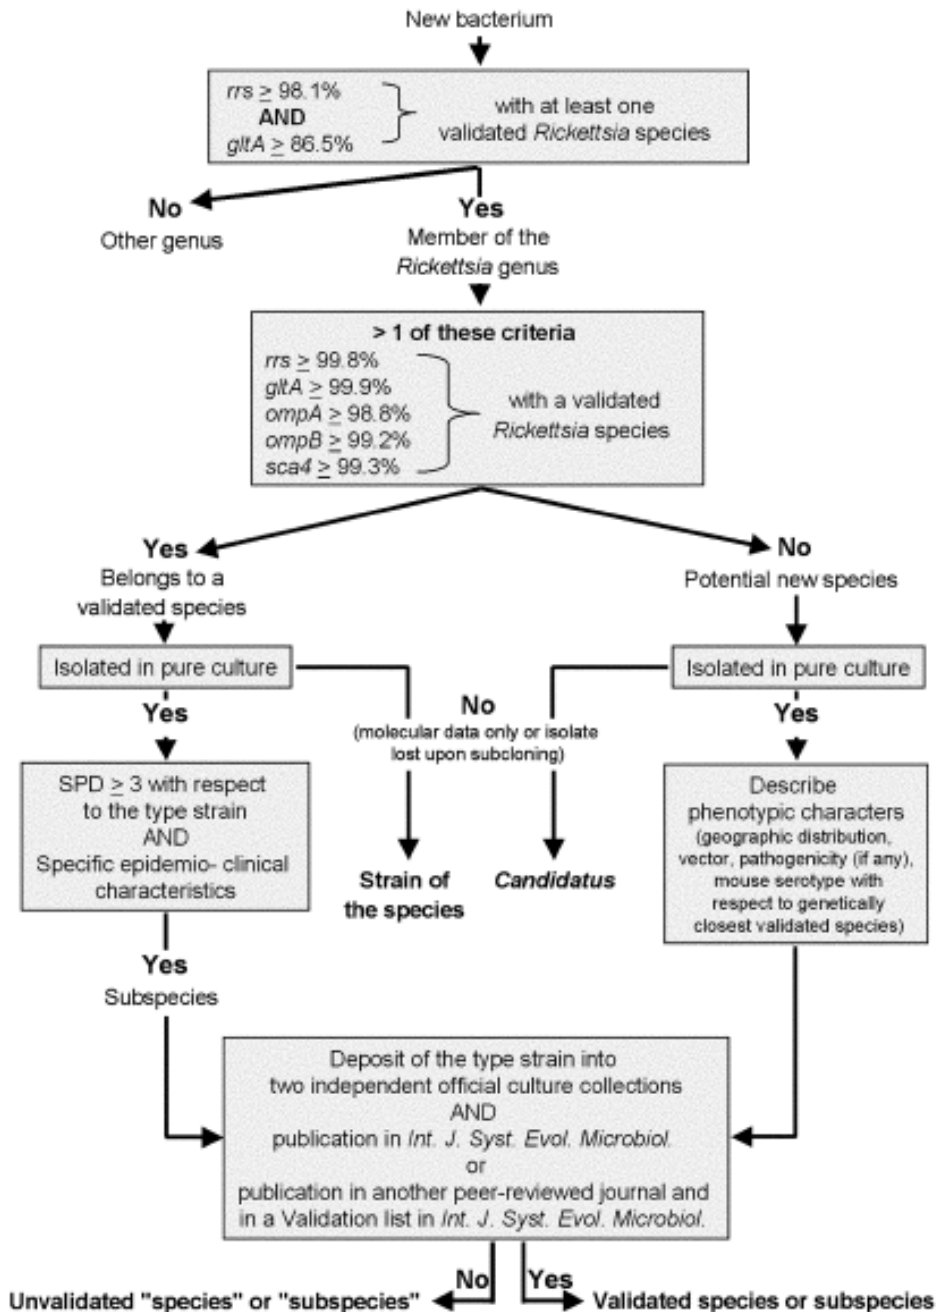 New bacterium
rrs ≥ 98.1%
AND
gltA ≥ 86.5%
with at least one
validated Rickettsia species
No
Other genus
Yes
Member of the
Rickettsia genus
> 1 of these criteria
rrs ≥ 99.8%
gltA ≥ 99.9%
ompA ≥ 98.8%
ompB ≥ 99.2%
sca4 ≥ 99.3%
with a validated
Rickettsia species
Yes
Belongs to a
validated species
No
Potential new species
Isolated in pure culture
Isolated in pure culture
Yes
No
(molecular data only or isolate
lost upon subcloning)
Yes
SPD ≥ 3 with respect
to the type strain
AND
Specific epidemio- clinical
characteristics
Strain of
the species
Candidatus
Describe
phenotypic characters
(geographic distribution,
vector, pathogenicity (if any),
mouse serotype with
respect to genetically
closest validated species)
Yes
Subspecies
Deposit of the type strain into
two independent official culture collections
AND
publication in Int. J. Syst. Evol. Microbiol.
or
publication in another peer-reviewed journal and
in a Validation list in Int. J. Syst. Evol. Microbiol.
No
Yes
Unvalidated "species" or "subspecies"
Validated species or subspecies